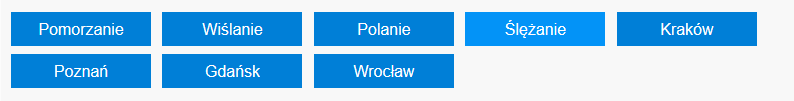 Pomorzanie Wiślanie Polanie Ślężanie Kraków
Poznań Gdańsk Wrocław